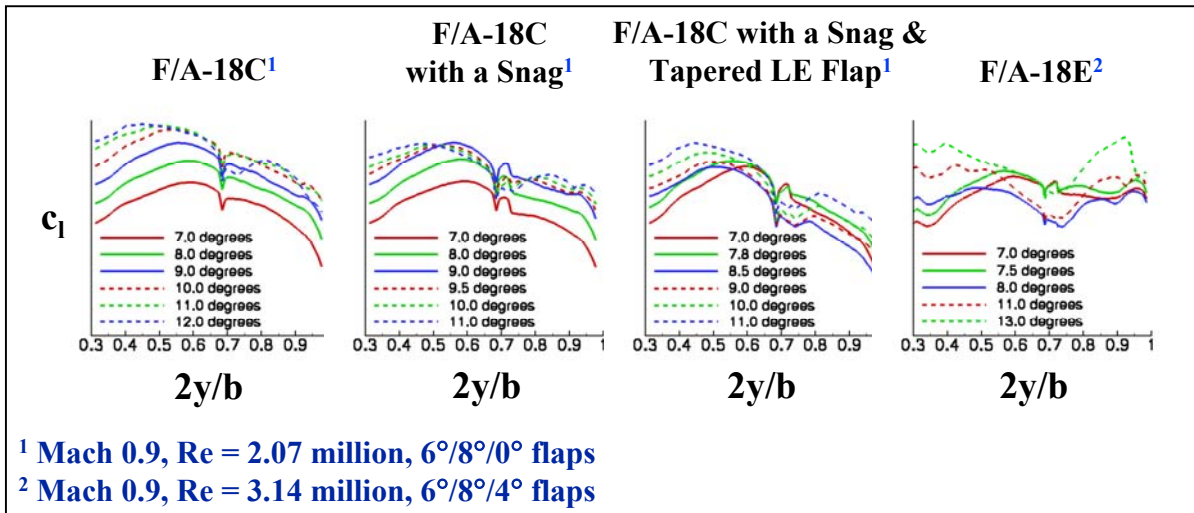 F/A-18C¹
F/A-18C
with a Snag¹
F/A-18C with a Snag &
Tapered LE Flap¹
F/A-18E²
cl
7.0 degrees
8.0 degrees
9.0 degrees
10.0 degrees
11.0 degrees
12.0 degrees
0.3 0.4 0.5 0.6 0.7 0.8 0.9 1
2y/b
7.0 degrees
8.0 degrees
9.0 degrees
9.5 degrees
10.0 degrees
11.0 degrees
0.3 0.4 0.5 0.6 0.7 0.8 0.9 1
2y/b
7.0 degrees
7.8 degrees
8.5 degrees
9.0 degrees
10.0 degrees
11.0 degrees
0.3 0.4 0.5 0.6 0.7 0.8 0.9
2y/b
7.0 degrees
7.5 degrees
8.0 degrees
11.0 degrees
13.0 degrees
0.3 0.4 0.5 0.6 0.7 0.8 0.9 1
2y/b
¹ Mach 0.9, Re = 2.07 million, 6°/8°/0° flaps
² Mach 0.9, Re = 3.14 million, 6°/8°/4° flaps